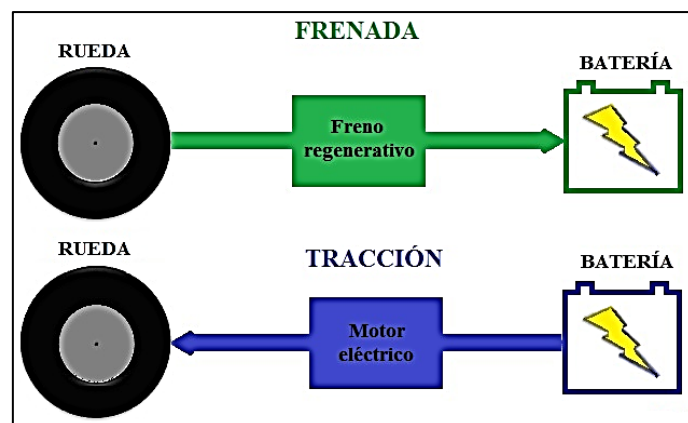 FRENADA
RUEDA
BATERÍA
Freno
regenerativo
RUEDA
TRACCIÓN
BATERÍA
Motor
eléctrico